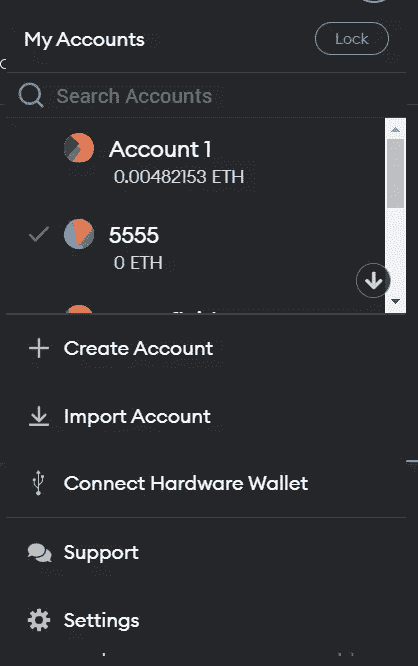 My Accounts
Lock
Search Accounts
Account 1
0.00482153 ETH
5555
0 ETH
Create Account
Import Account
Connect Hardware Wallet
Support
Settings